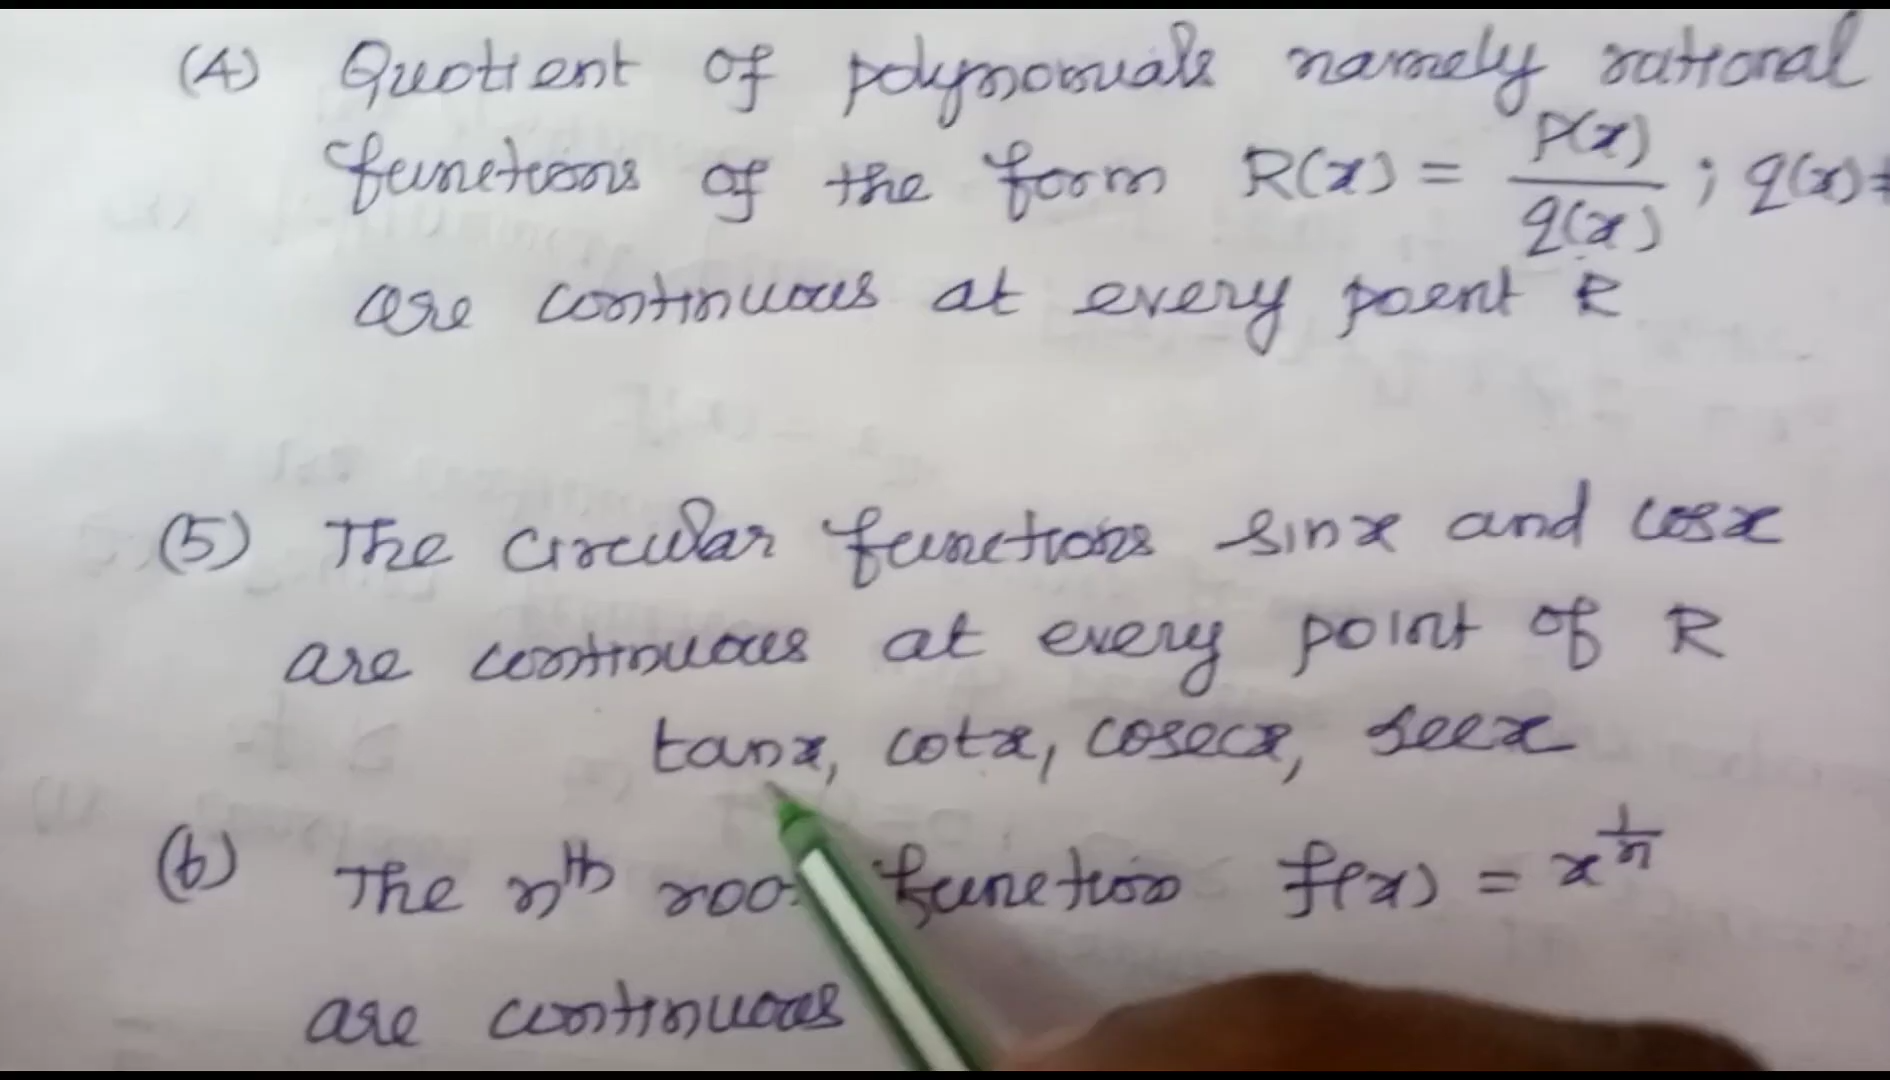 (4) Quotient of polynomials namely rational
functions of the form R(x) = P(x)/q(x) ; q(x) ≠
are continuous at every point R
(5) The circular functions sinx and cosx
are continuous at every point of R
tanx, cotx, cosecx, secx
(6) The nth root function f(x) = x^(1/n)
are continuous